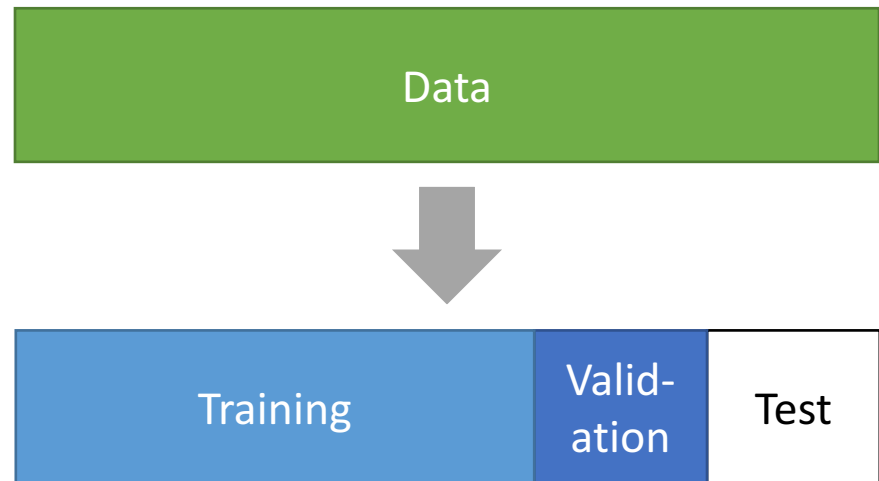 Data
Training
Valid-
ation
Test